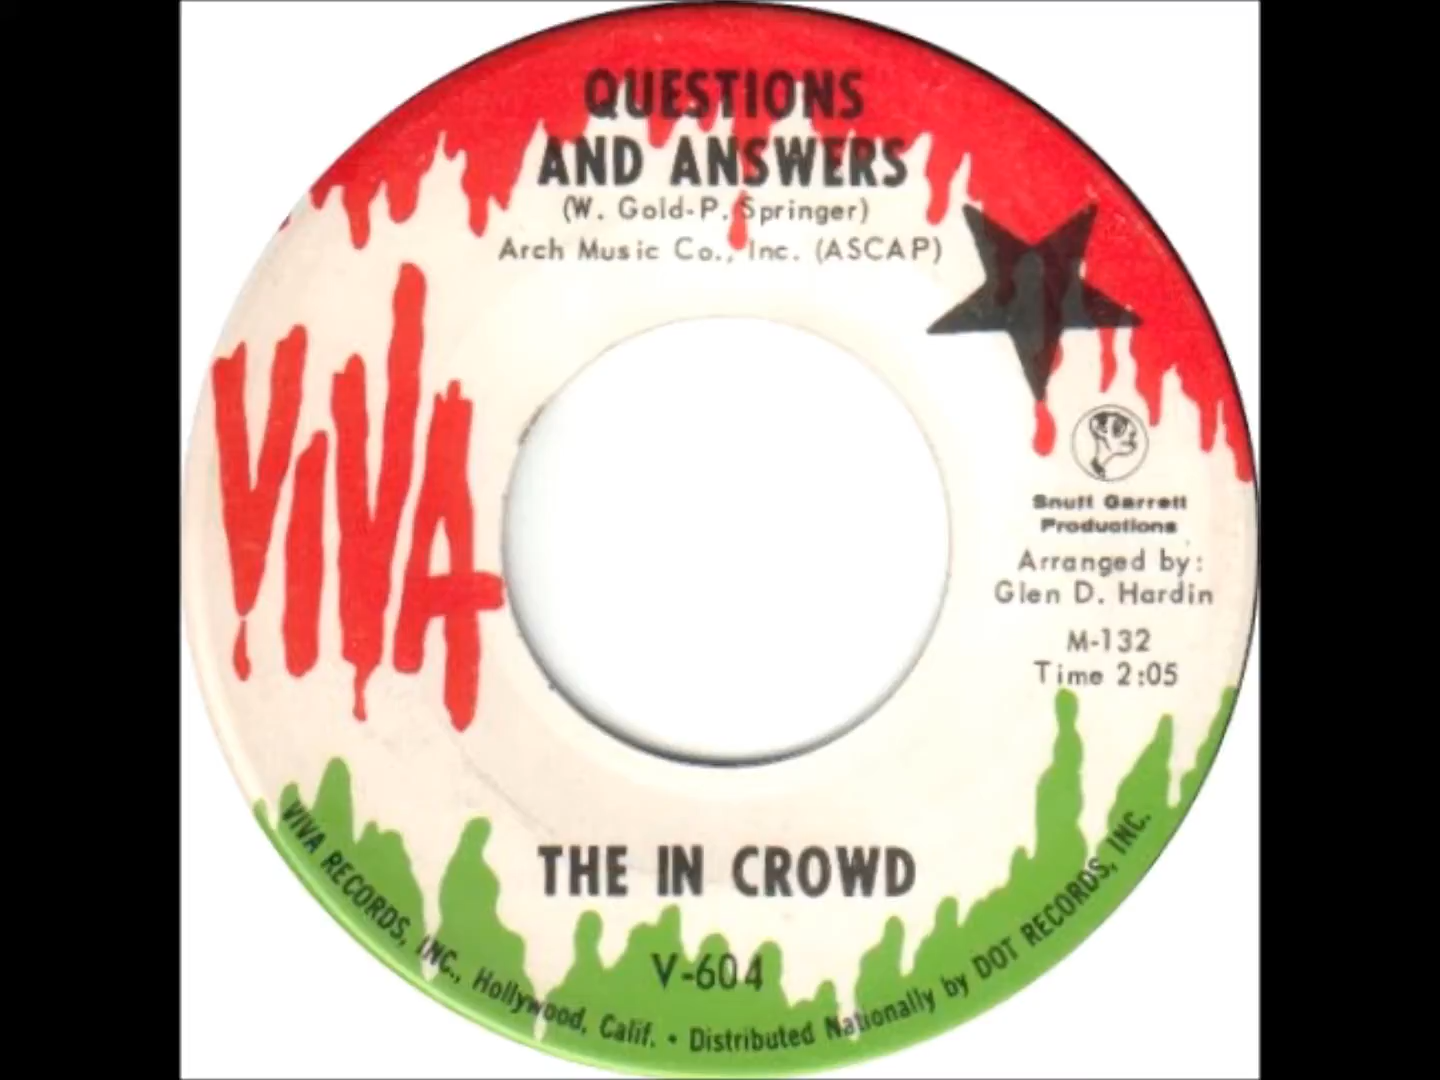 QUESTIONS
AND ANSWERS
(W. Gold-P. Springer)
Arch Music Co., Inc. (ASCAP)
VIVA
Snuff Garrett
Productions
Arranged by:
Glen D. Hardin
M-132
Time 2:05
THE IN CROWD
V-604
VIVA RECORDS, INC., Hollywood, Calif. • Distributed Nationally by DOT RECORDS, INC.